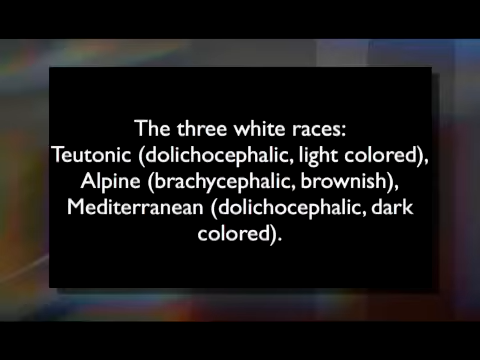 The three white races:
Teutonic (dolichocephalic, light colored),
Alpine (brachycephalic, brownish),
Mediterranean (dolichocephalic, dark
colored).